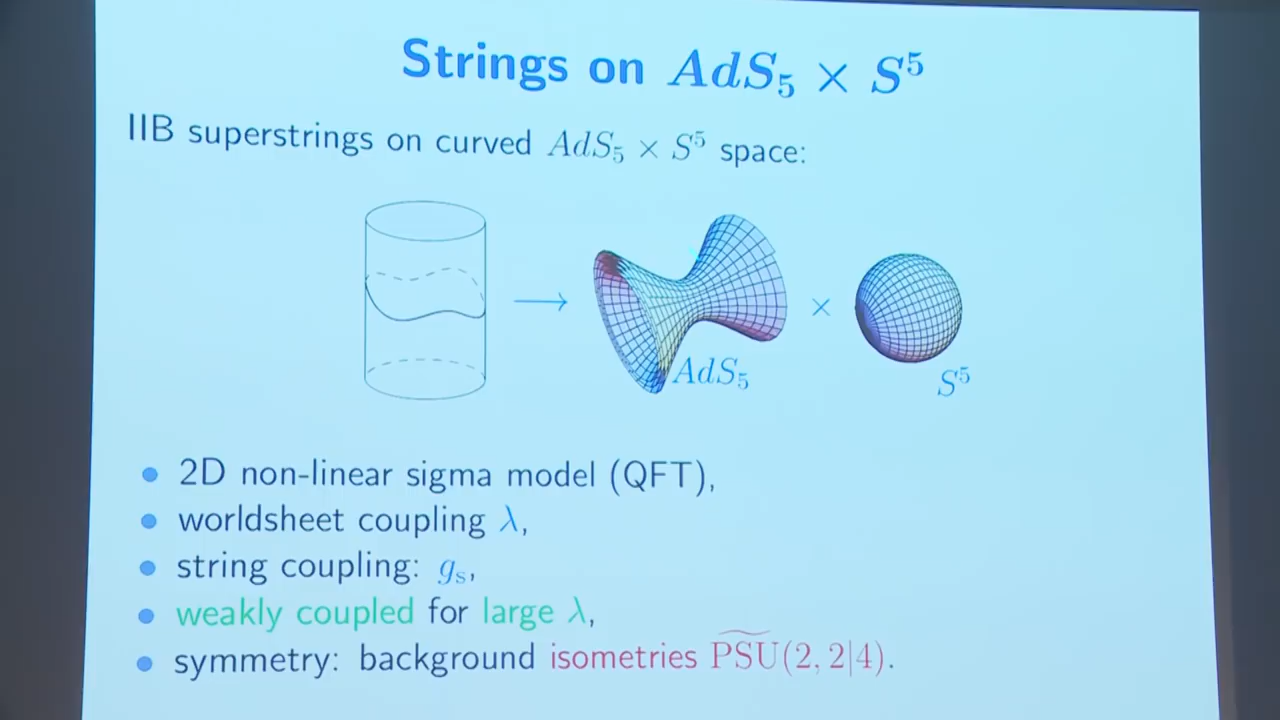 Strings on AdS₅ × S⁵
IIB superstrings on curved AdS₅ × S⁵ space:
→ × 
AdS₅
S⁵
• 2D non-linear sigma model (QFT),
• worldsheet coupling λ,
• string coupling: gₛ,
• weakly coupled for large λ,
• symmetry: background isometries P͠S͠U(2, 2|4).